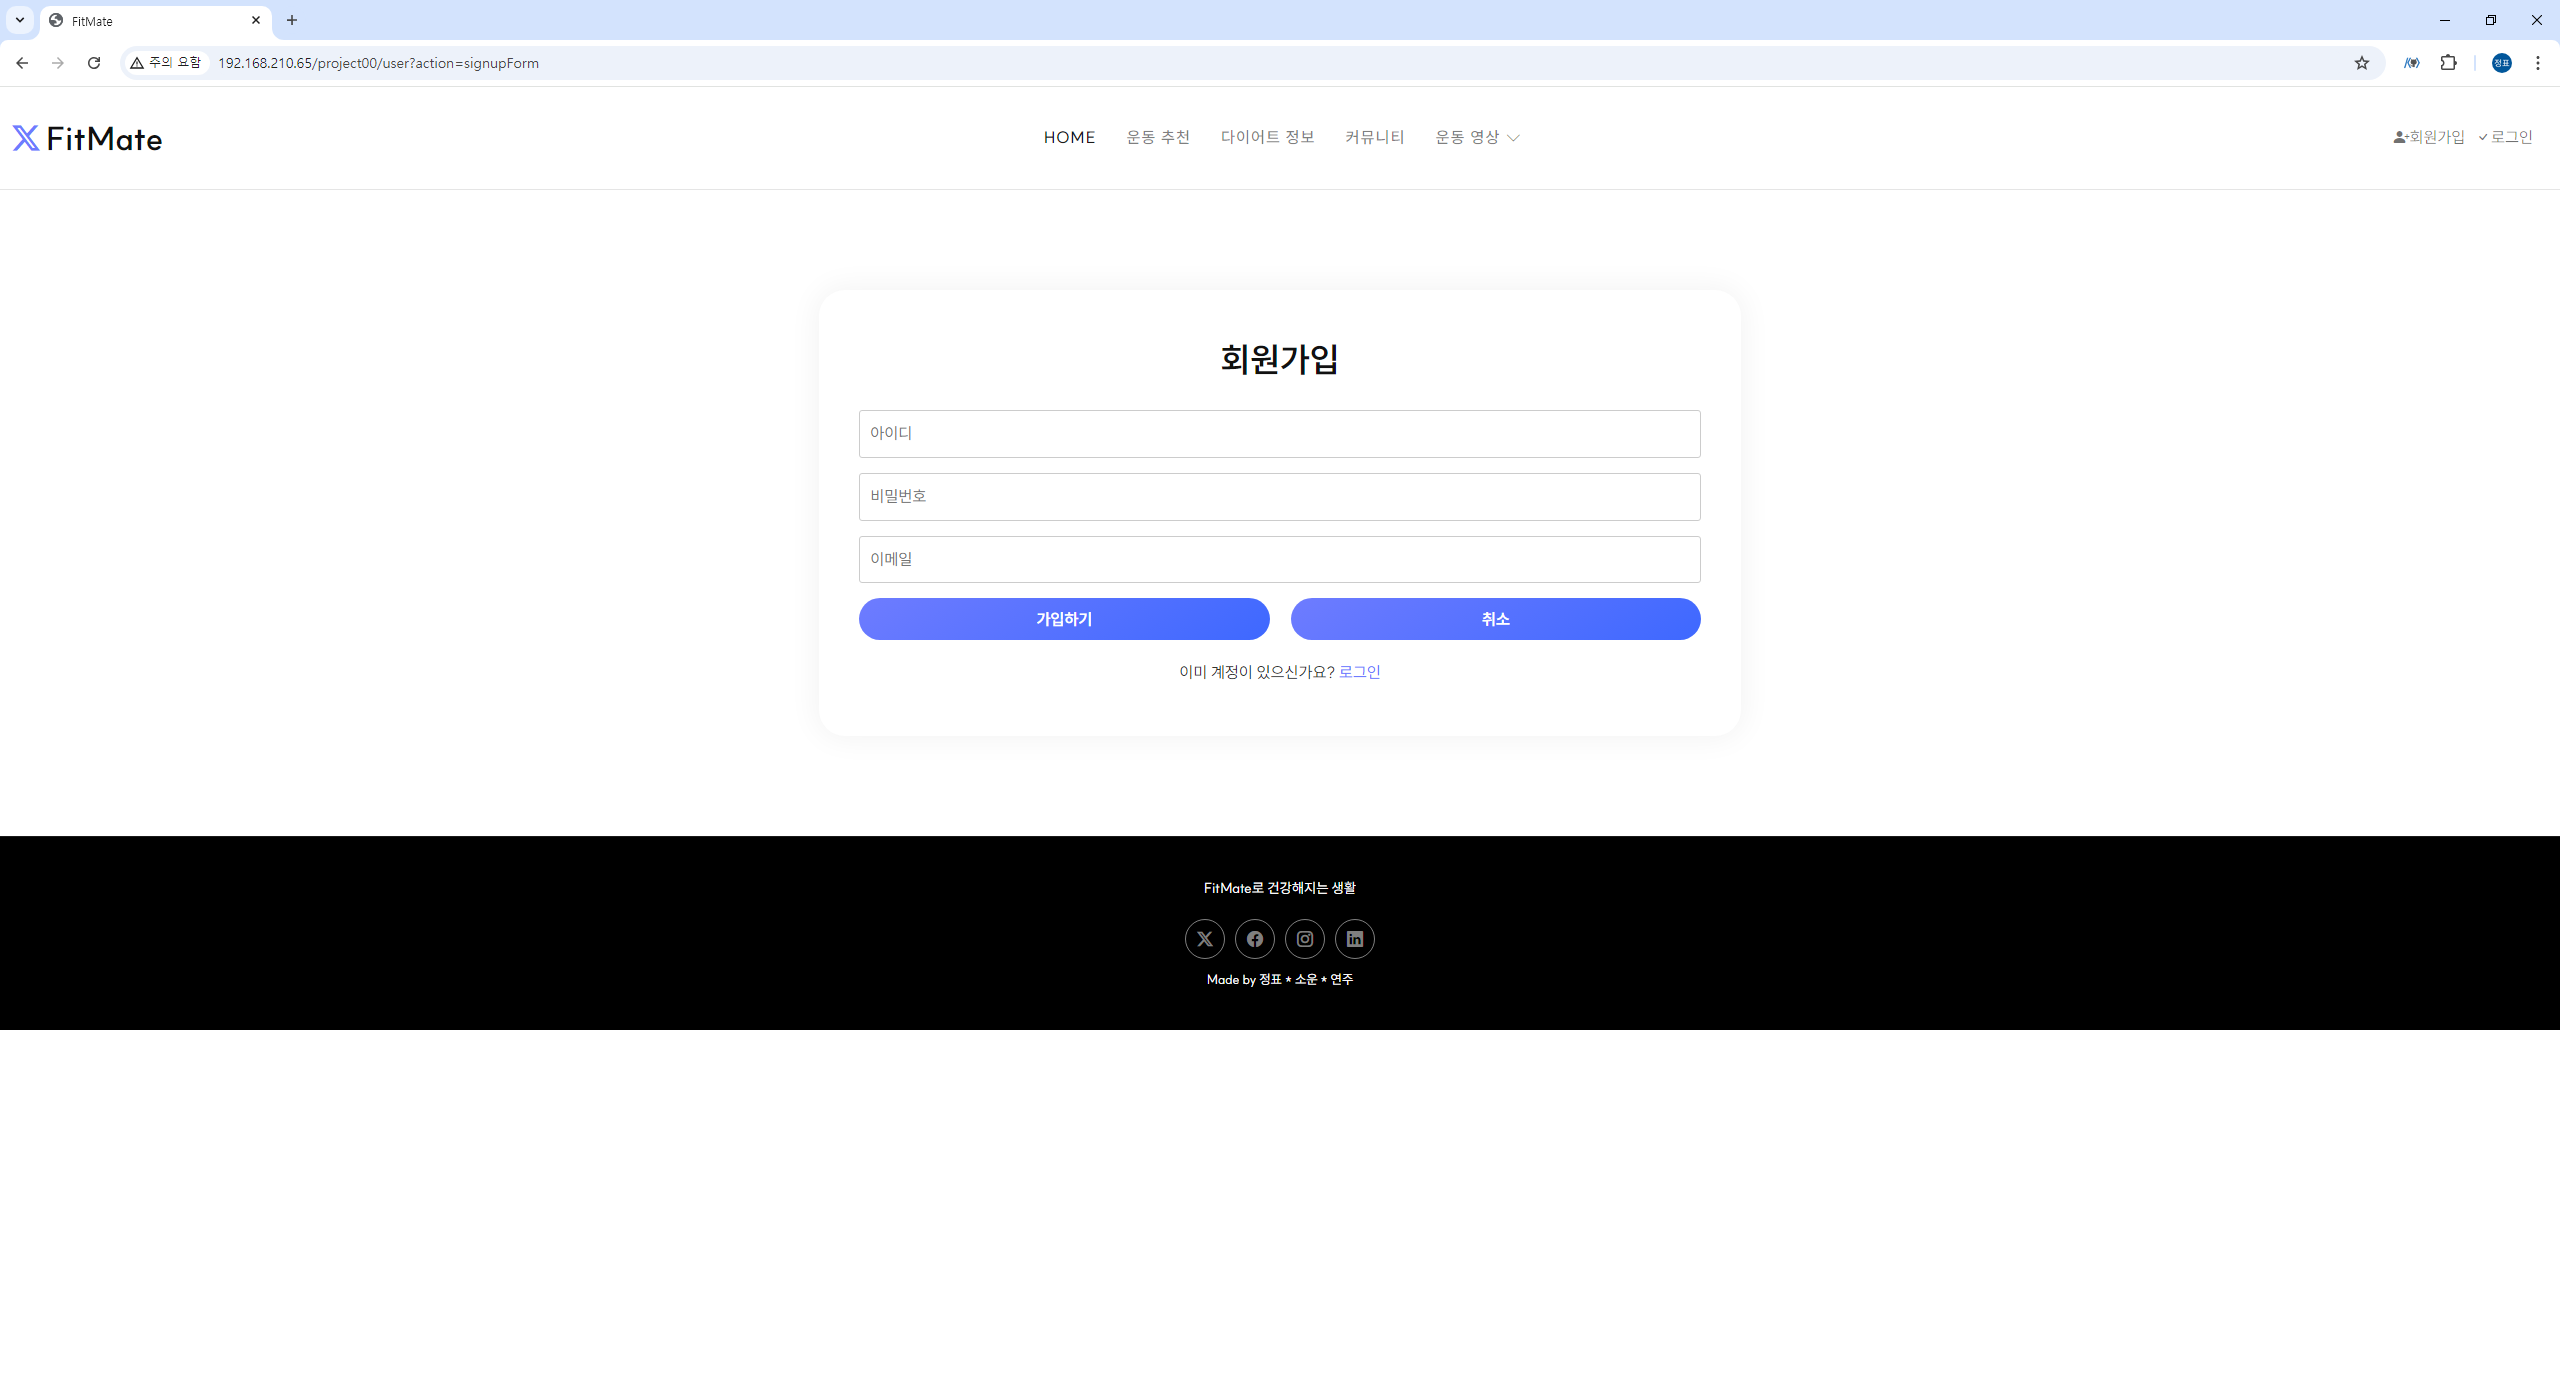 FitMate
주의 요함
192.168.210.65/project00/user?action=signupForm
정표
FitMate
HOME 운동 추천 다이어트 정보 커뮤니티 운동 영상
회원가입 로그인
회원가입
아이디
비밀번호
이메일
가입하기 취소
이미 계정이 있으신가요? 로그인
FitMate로 건강해지는 생활
Made by 정표 * 소운 * 연주